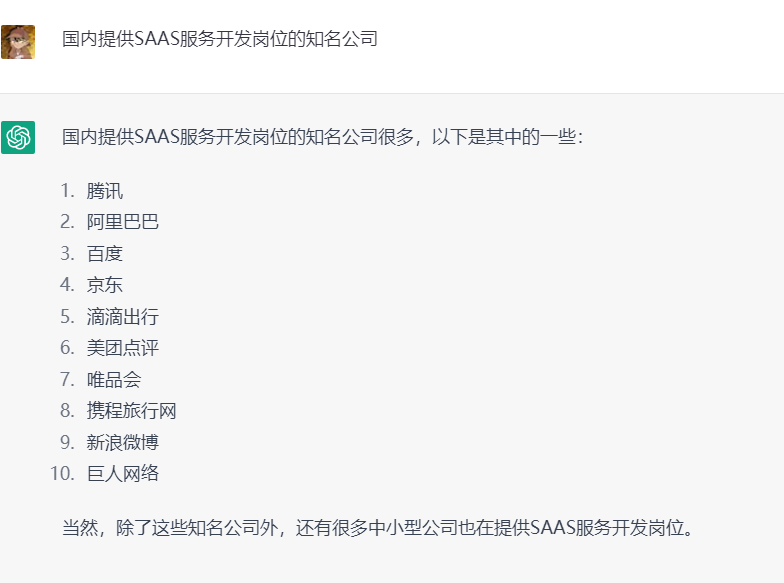 国内提供SAAS服务开发岗位的知名公司
国内提供SAAS服务开发岗位的知名公司很多，以下是其中的一些：
1. 腾讯
2. 阿里巴巴
3. 百度
4. 京东
5. 滴滴出行
6. 美团点评
7. 唯品会
8. 携程旅行网
9. 新浪微博
10. 巨人网络
当然，除了这些知名公司外，还有很多中小型公司也在提供SAAS服务开发岗位。